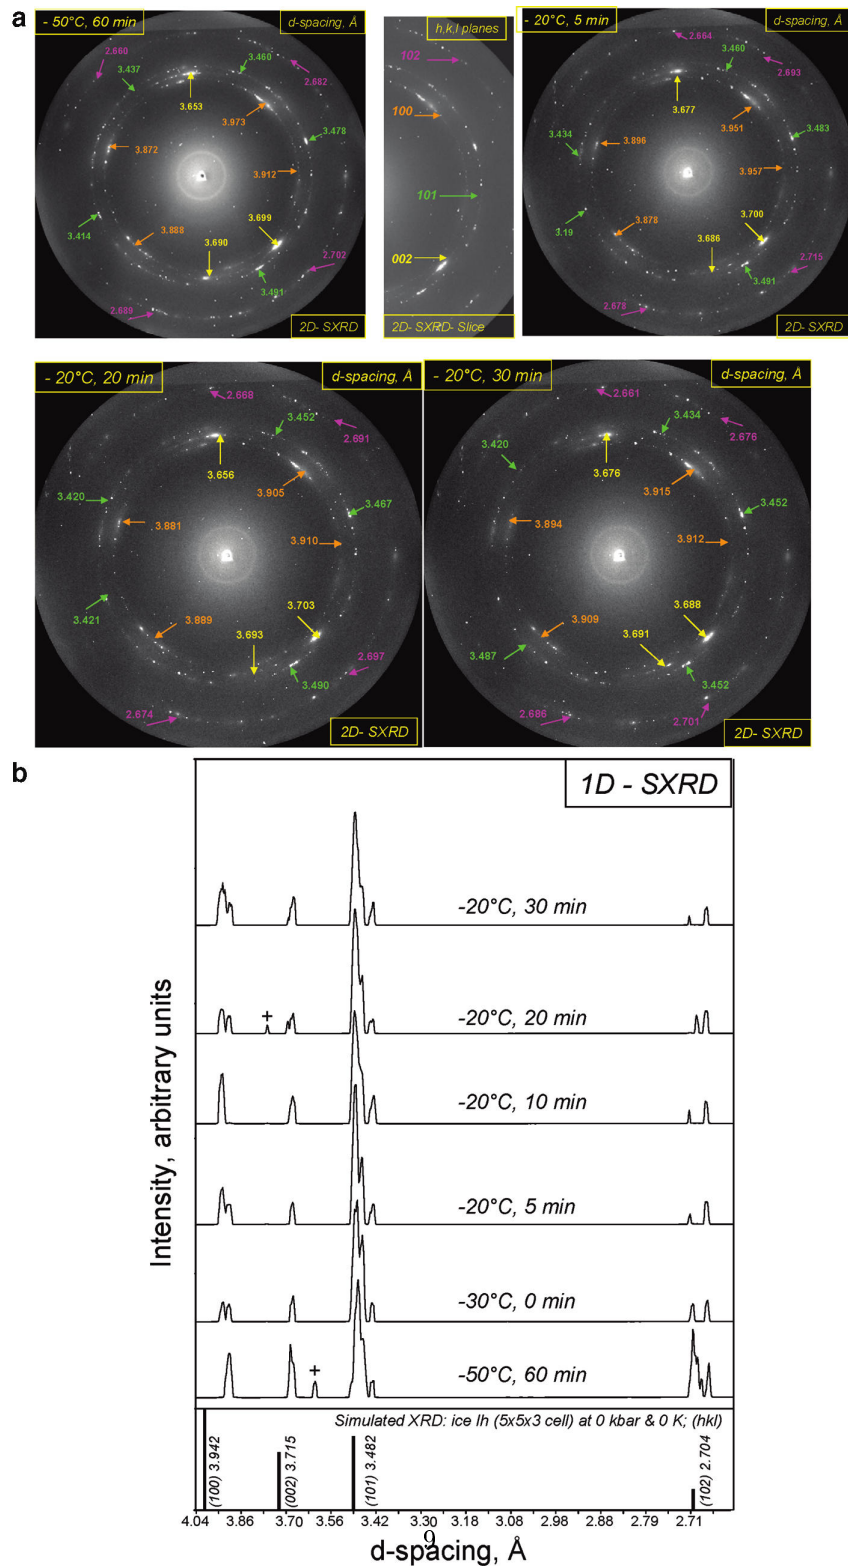 a
- 50°C, 60 min
d-spacing, Å
2.660
3.437
3.460
2.682
3.653
3.973
3.478
3.872
3.912
3.414
3.888
3.690
3.699
2.702
3.491
2.689
2D- SXRD
h,k,l planes
102
100
101
002
2D- SXRD- Slice
- 20°C, 5 min
d-spacing, Å
2.664
3.460
2.693
3.677
3.951
3.483
3.434
3.896
3.957
3.19
3.878
3.686
3.700
2.715
3.491
2.678
2D- SXRD
- 20°C, 20 min
d-spacing, Å
2.668
3.452
2.691
3.656
3.905
3.420
3.467
3.881
3.910
3.421
3.889
3.703
3.693
2.697
3.490
2.674
2D- SXRD
- 20°C, 30 min
d-spacing, Å
2.661
3.434
2.676
3.420
3.676
3.915
3.452
3.894
3.912
3.909
3.688
3.691
3.487
3.452
2.686
2.701
2D- SXRD
b
1D - SXRD
Intensity, arbitrary units
-20°C, 30 min
+
-20°C, 20 min
-20°C, 10 min
-20°C, 5 min
-30°C, 0 min
+
-50°C, 60 min
Simulated XRD: ice Ih (5x5x3 cell) at 0 kbar & 0 K; (hkl)
(100) 3.942
(002) 3.715
(101) 3.482
(102) 2.704
4.04 3.86 3.70 3.56 3.42 3.30 3.18 3.08 2.98 2.88 2.79 2.71
9
d-spacing, Å